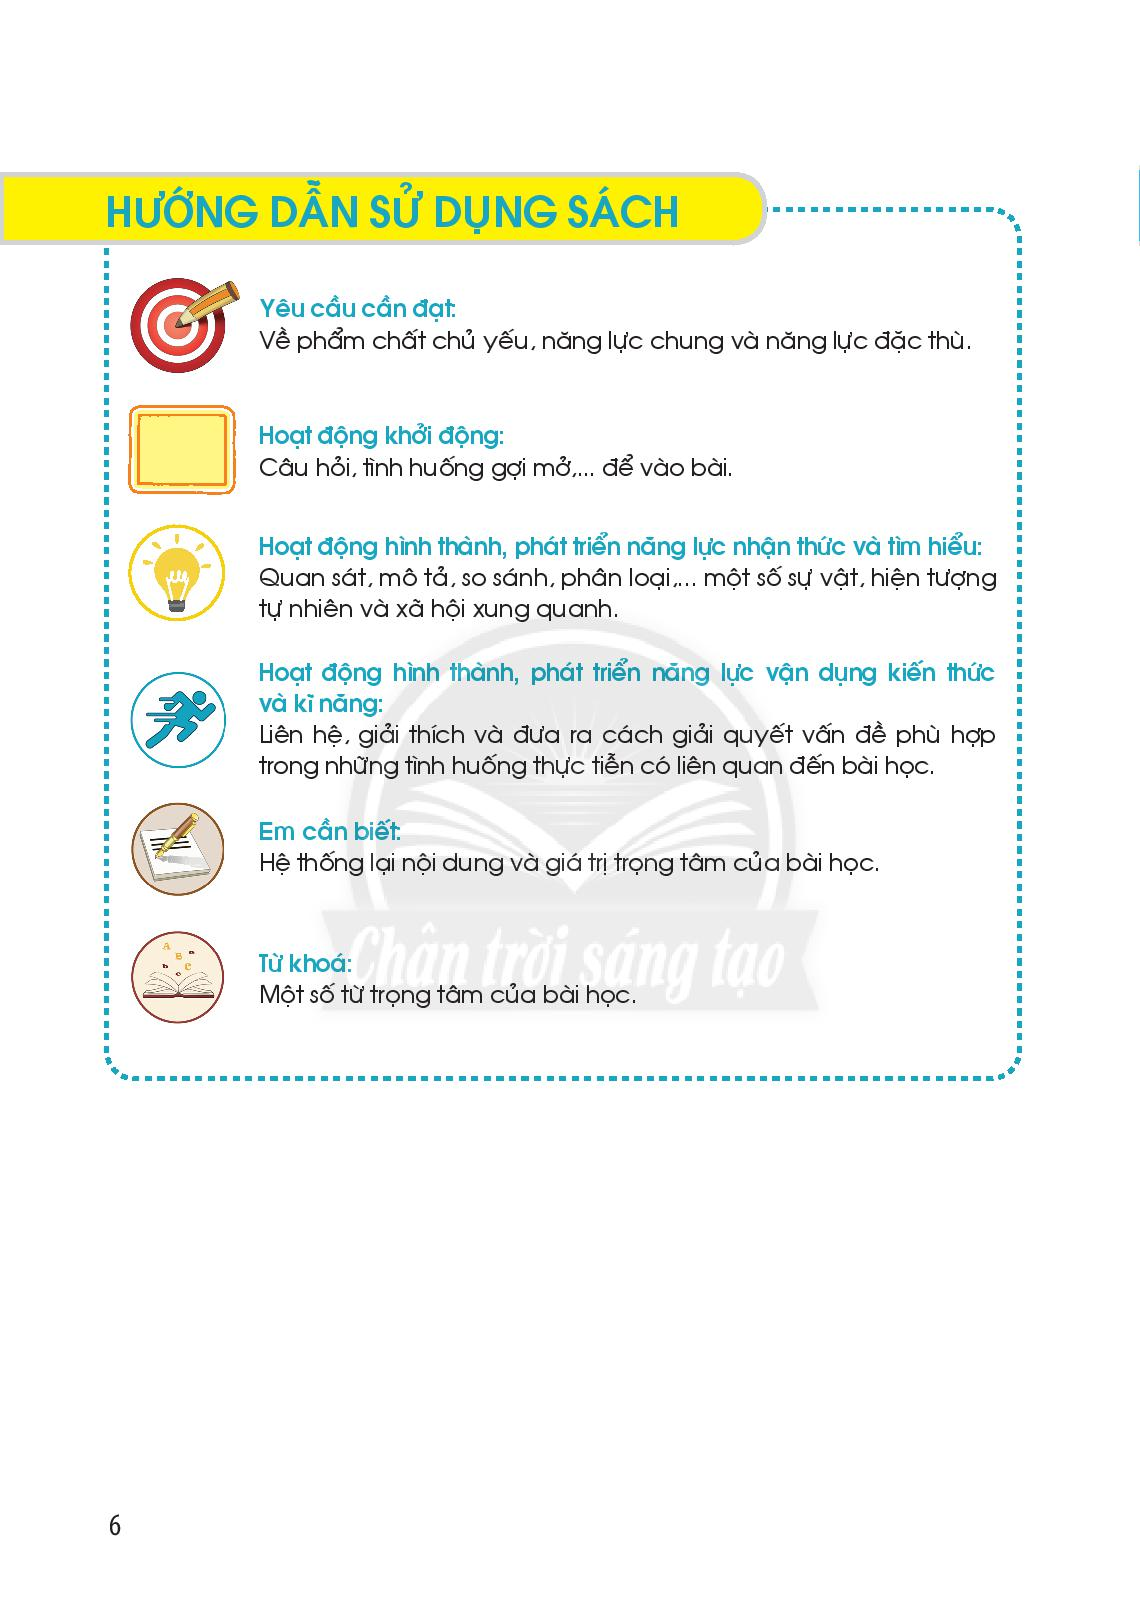 HƯỚNG DẪN SỬ DỤNG SÁCH
Yêu cầu cần đạt:
Về phẩm chất chủ yếu, năng lực chung và năng lực đặc thù.
Hoạt động khởi động:
Câu hỏi, tình huống gợi mở,... để vào bài.
Hoạt động hình thành, phát triển năng lực nhận thức và tìm hiểu:
Quan sát, mô tả, so sánh, phân loại,... một số sự vật, hiện tượng
tự nhiên và xã hội xung quanh.
Hoạt động hình thành, phát triển năng lực vận dụng kiến thức
và kĩ năng:
Liên hệ, giải thích và đưa ra cách giải quyết vấn đề phù hợp
trong những tình huống thực tiễn có liên quan đến bài học.
Em cần biết:
Hệ thống lại nội dung và giá trị trọng tâm của bài học.
Chân trời sáng tạo
A
B
C
Từ khoá:
Một số từ trọng tâm của bài học.
6